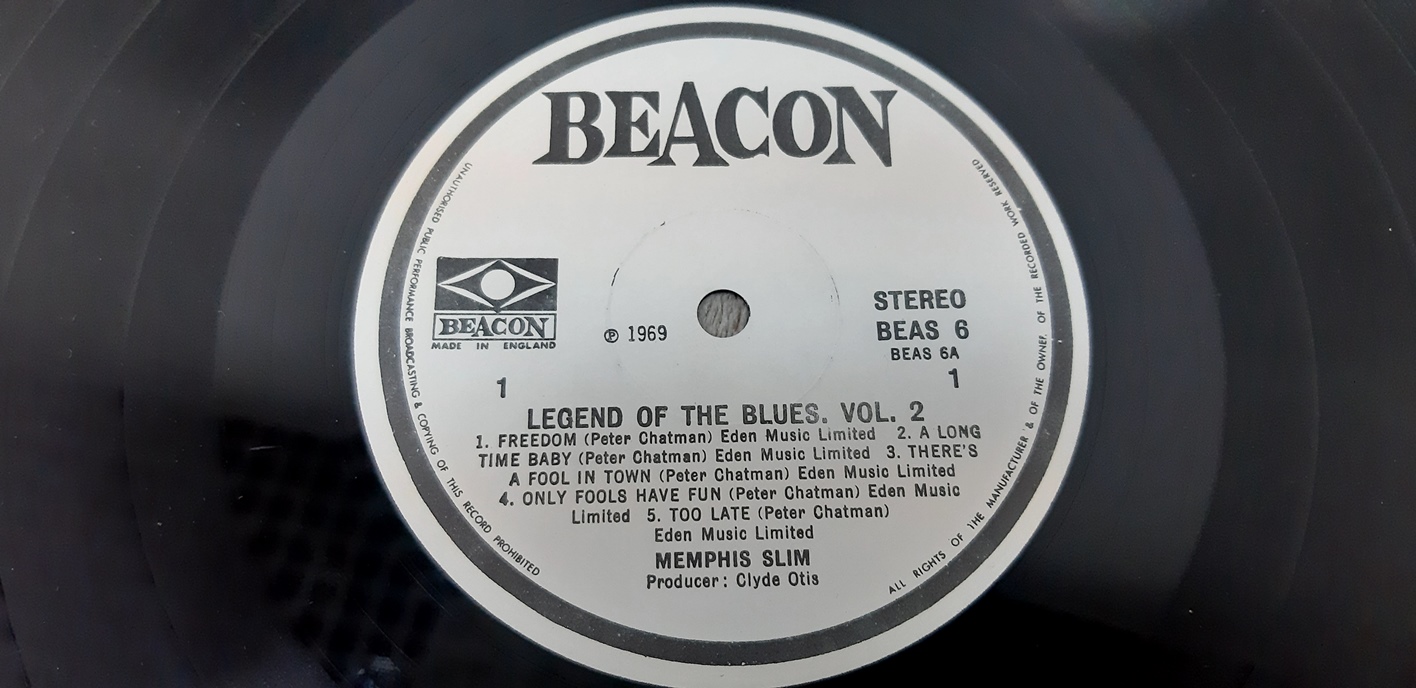 BEACON
BEACON
MADE IN ENGLAND
℗ 1969
STEREO
BEAS 6
BEAS 6A
1
1
LEGEND OF THE BLUES. VOL. 2
1. FREEDOM (Peter Chatman) Eden Music Limited 2. A LONG
TIME BABY (Peter Chatman) Eden Music Limited 3. THERE'S
A FOOL IN TOWN (Peter Chatman) Eden Music Limited
4. ONLY FOOLS HAVE FUN (Peter Chatman) Eden Music
Limited 5. TOO LATE (Peter Chatman)
Eden Music Limited
MEMPHIS SLIM
Producer: Clyde Otis
UNAUTHORISED PUBLIC PERFORMANCE BROADCASTING & COPYING OF THIS RECORD PROHIBITED
ALL RIGHTS OF THE MANUFACTURER & OF THE OWNER OF THE RECORDED WORK RESERVED